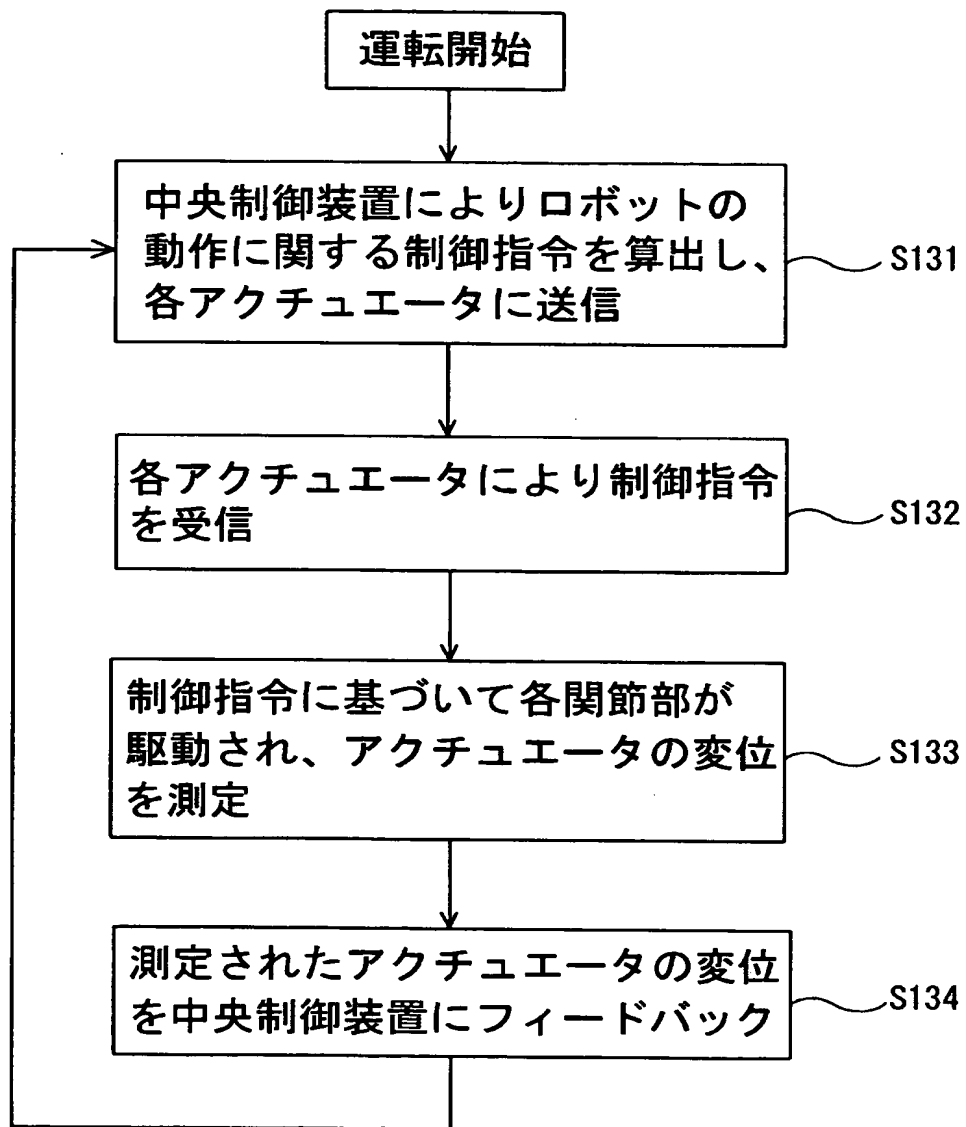 運転開始
中央制御装置によりロボットの
動作に関する制御指令を算出し、
各アクチュエータに送信
S131
各アクチュエータにより制御指令
を受信
S132
制御指令に基づいて各関節部が
駆動され、アクチュエータの変位
を測定
S133
測定されたアクチュエータの変位
を中央制御装置にフィードバック
S134